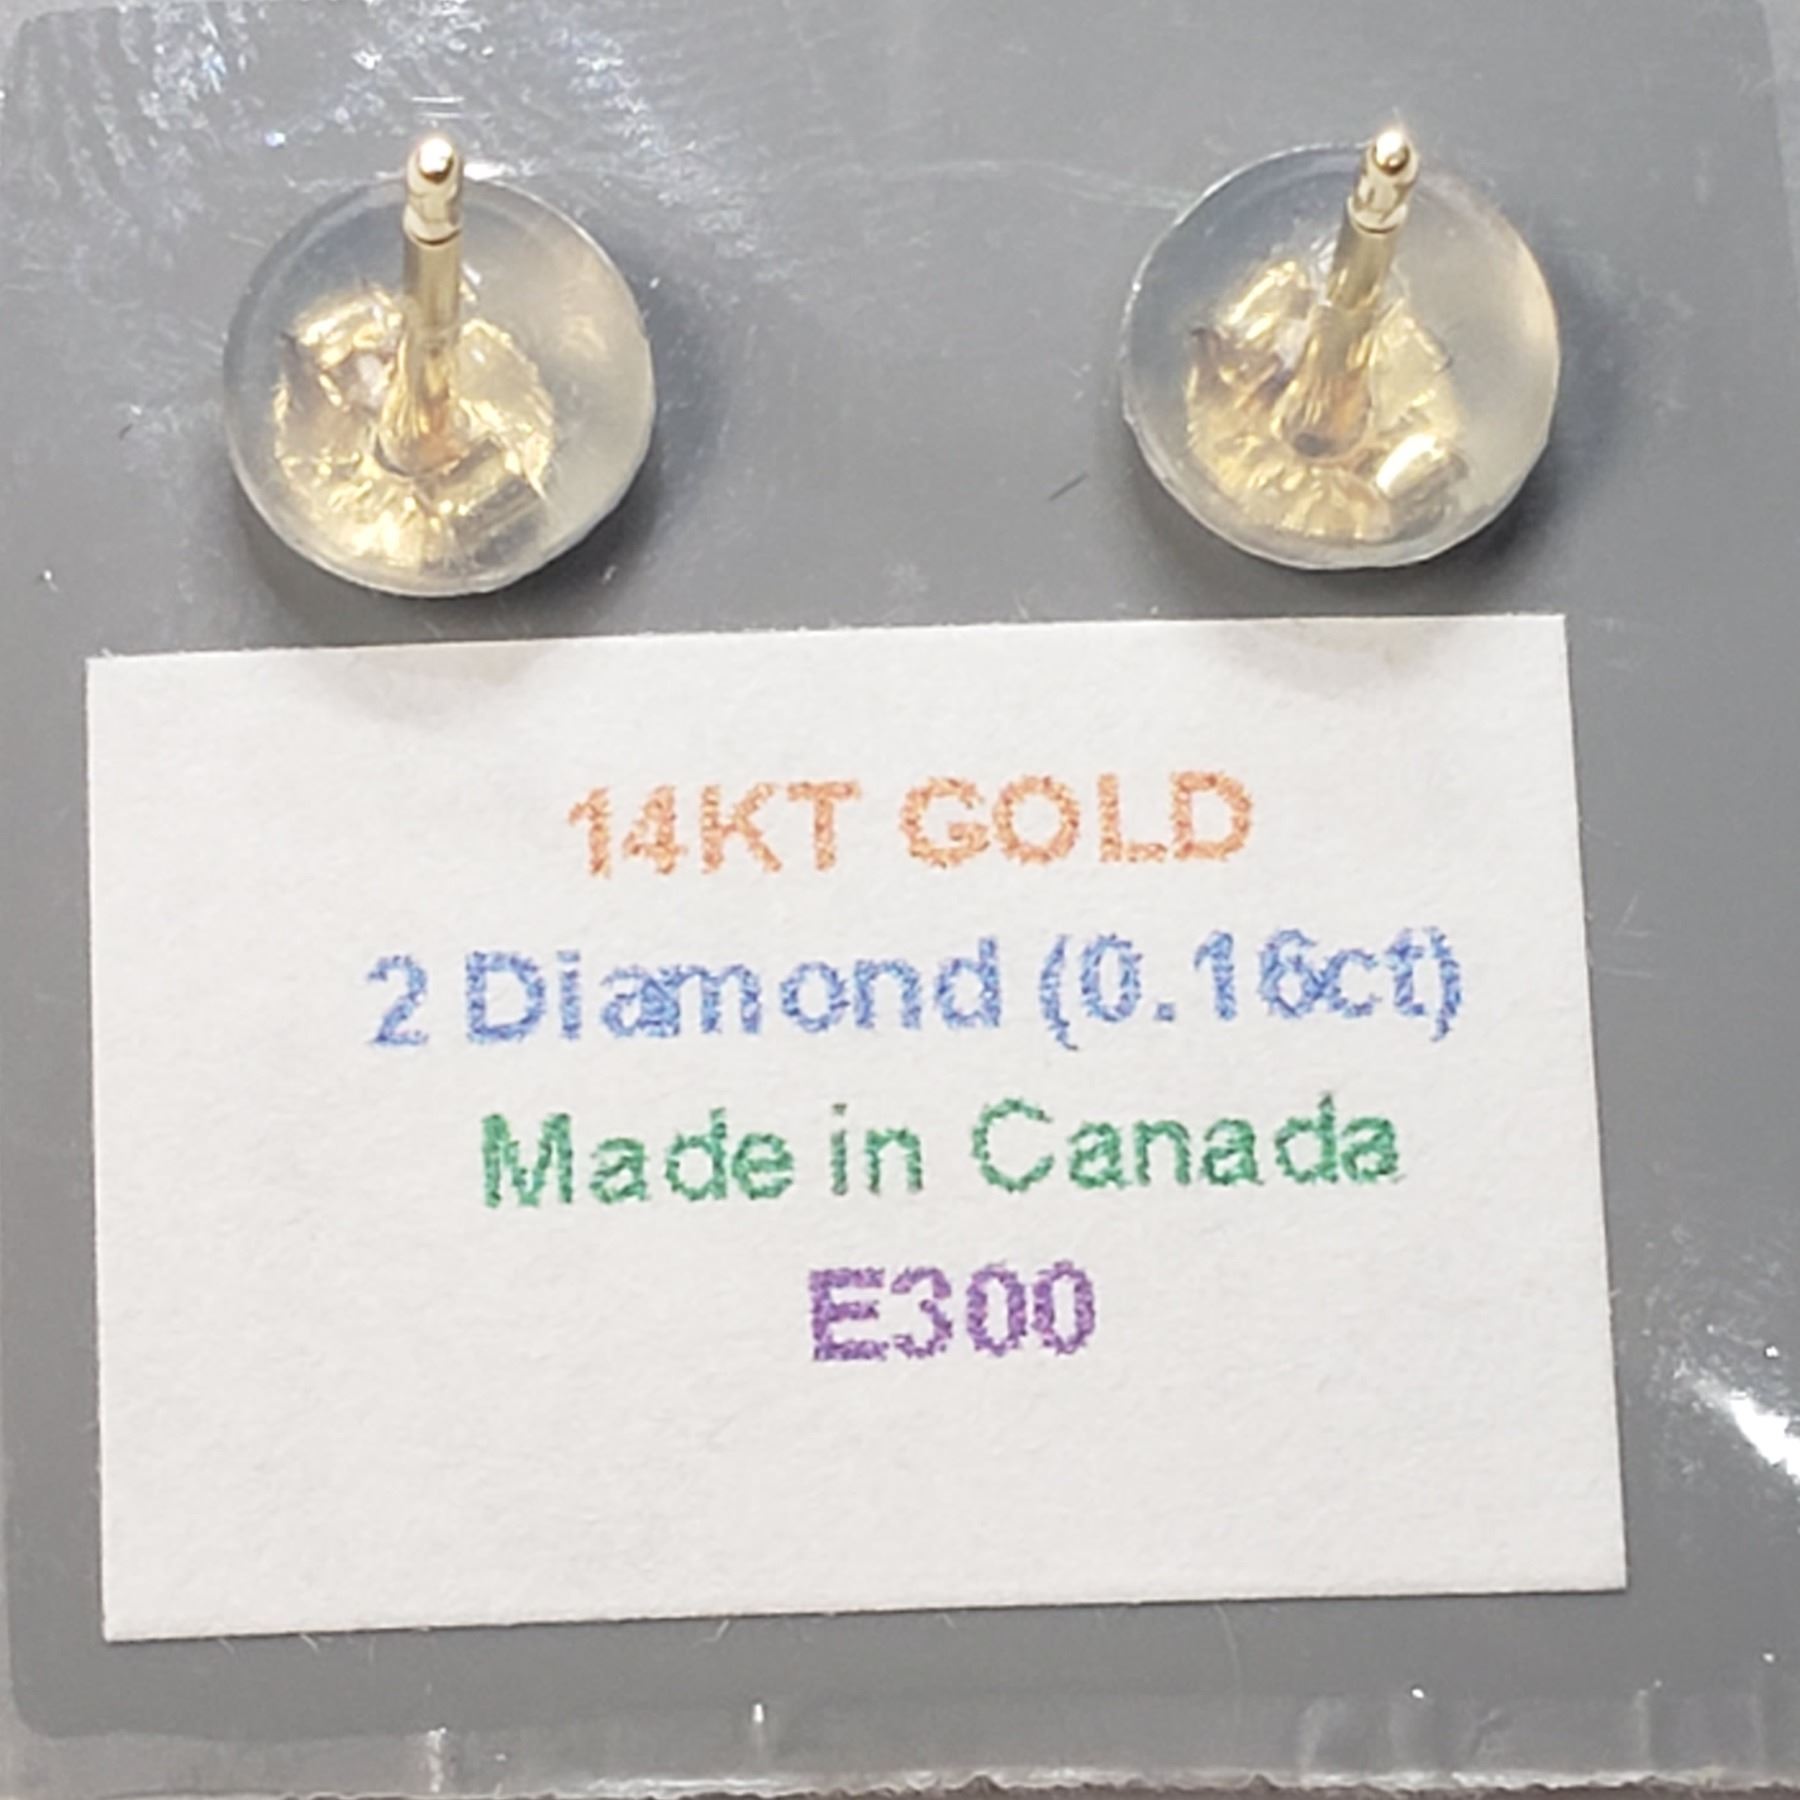 14KT GOLD
2 Diamond (0.16ct)
Made in Canada
E300